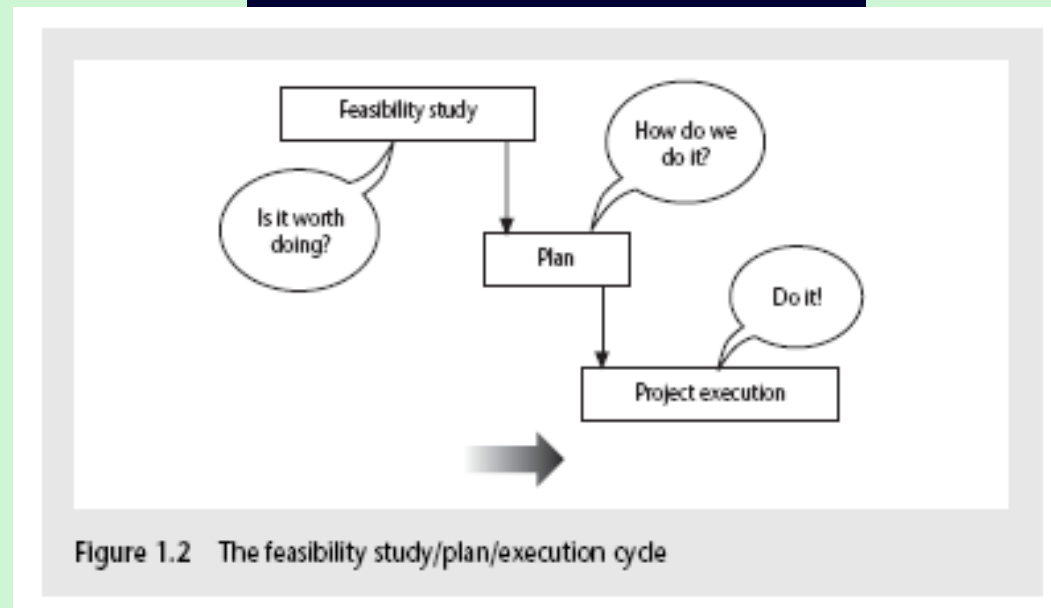 Feasibility study
How do we
do it?
Is it worth
doing?
Plan
Do it!
Project execution
Figure 1.2 The feasibility study/plan/execution cycle